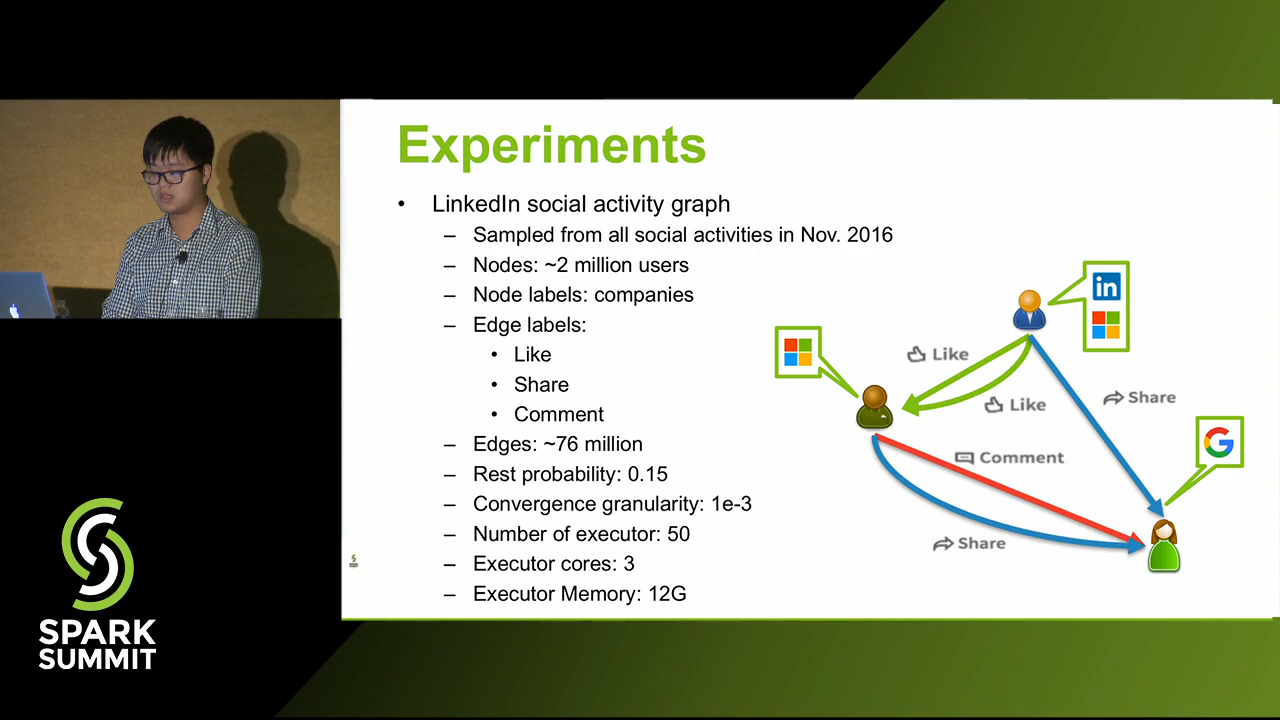 Experiments
• LinkedIn social activity graph
– Sampled from all social activities in Nov. 2016
– Nodes: ~2 million users
– Node labels: companies
– Edge labels:
• Like
• Share
• Comment
– Edges: ~76 million
– Rest probability: 0.15
– Convergence granularity: 1e-3
– Number of executor: 50
– Executor cores: 3
– Executor Memory: 12G
in
Like
Like
Share
G
Comment
Share
SPARK
SUMMIT